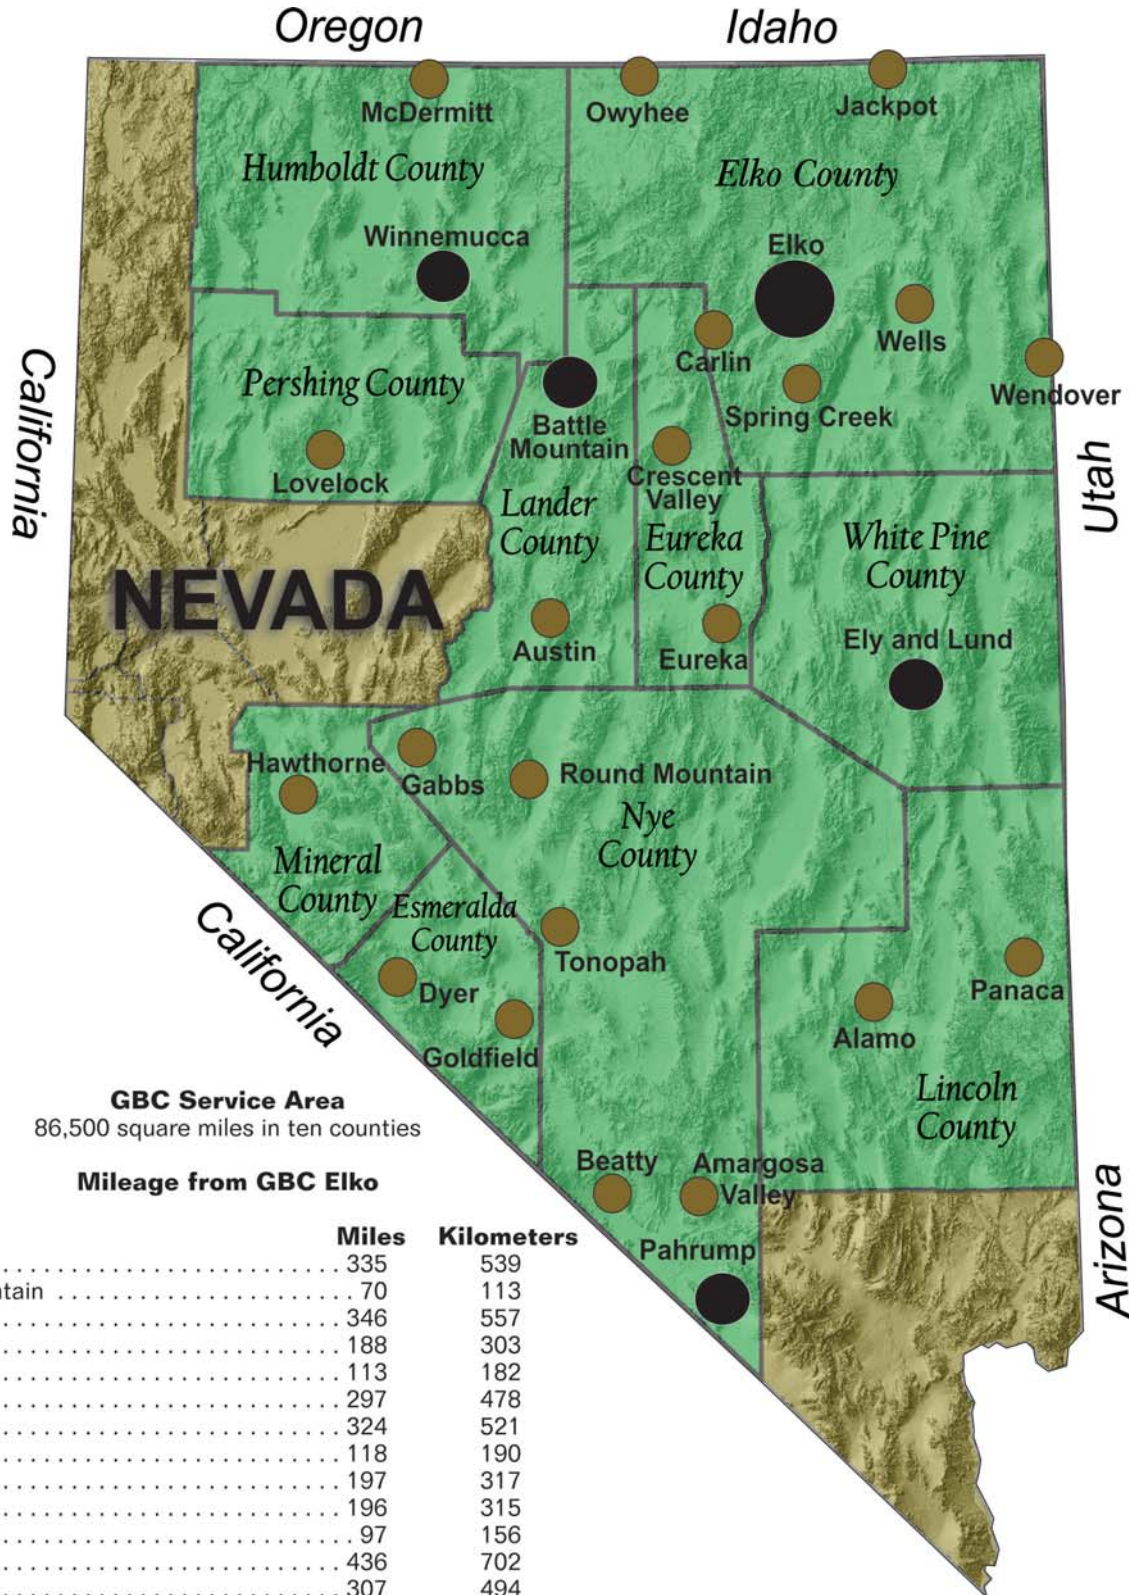 Oregon
Idaho
McDermitt
Owyhee
Jackpot
Humboldt County
Elko County
Winnemucca
Elko
Wells
Carlin
California
Pershing County
Wendover
Spring Creek
Battle
Mountain
Lovelock
Crescent
Valley
Utah
Lander
County
Eureka
County
White Pine
County
NEVADA
Austin
Eureka
Ely and Lund
Hawthorne
Gabbs
Round Mountain
Nye
County
Mineral
County
Esmeralda
County
California
Tonopah
Dyer
Panaca
Alamo
Goldfield
Lincoln
County
GBC Service Area
86,500 square miles in ten counties
Beatty
Amargosa
Valley
Arizona
Mileage from GBC Elko
Pahrump
Miles Kilometers
. . . . . . . . . . . . . . . . . . . . . . . . . . 335 539
tain . . . . . . . . . . . . . . . . . . . . . . 70 113
. . . . . . . . . . . . . . . . . . . . . . . . . . 346 557
. . . . . . . . . . . . . . . . . . . . . . . . . . 188 303
. . . . . . . . . . . . . . . . . . . . . . . . . . 113 182
. . . . . . . . . . . . . . . . . . . . . . . . . . 297 478
. . . . . . . . . . . . . . . . . . . . . . . . . . 324 521
. . . . . . . . . . . . . . . . . . . . . . . . . . 118 190
. . . . . . . . . . . . . . . . . . . . . . . . . . 197 317
. . . . . . . . . . . . . . . . . . . . . . . . . . 196 315
. . . . . . . . . . . . . . . . . . . . . . . . . . 97 156
. . . . . . . . . . . . . . . . . . . . . . . . . . 436 702
. . . . . . . . . . . . . . . . . . . . . . . . . . 307 494